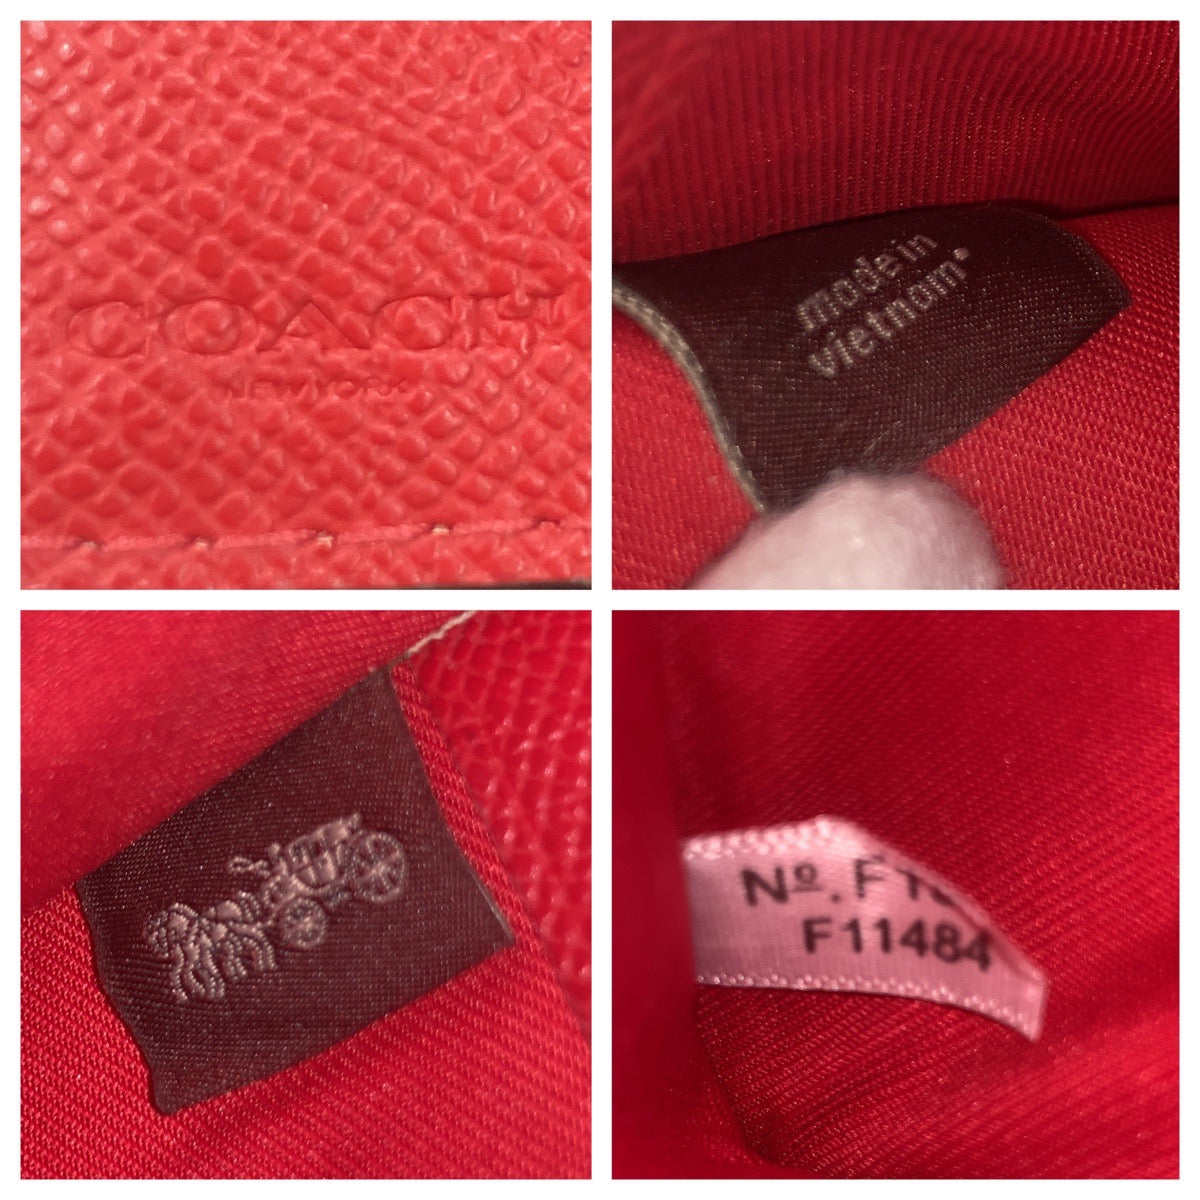 COACH
NEW YORK
made in
vietnam
Nº. F1
F11484